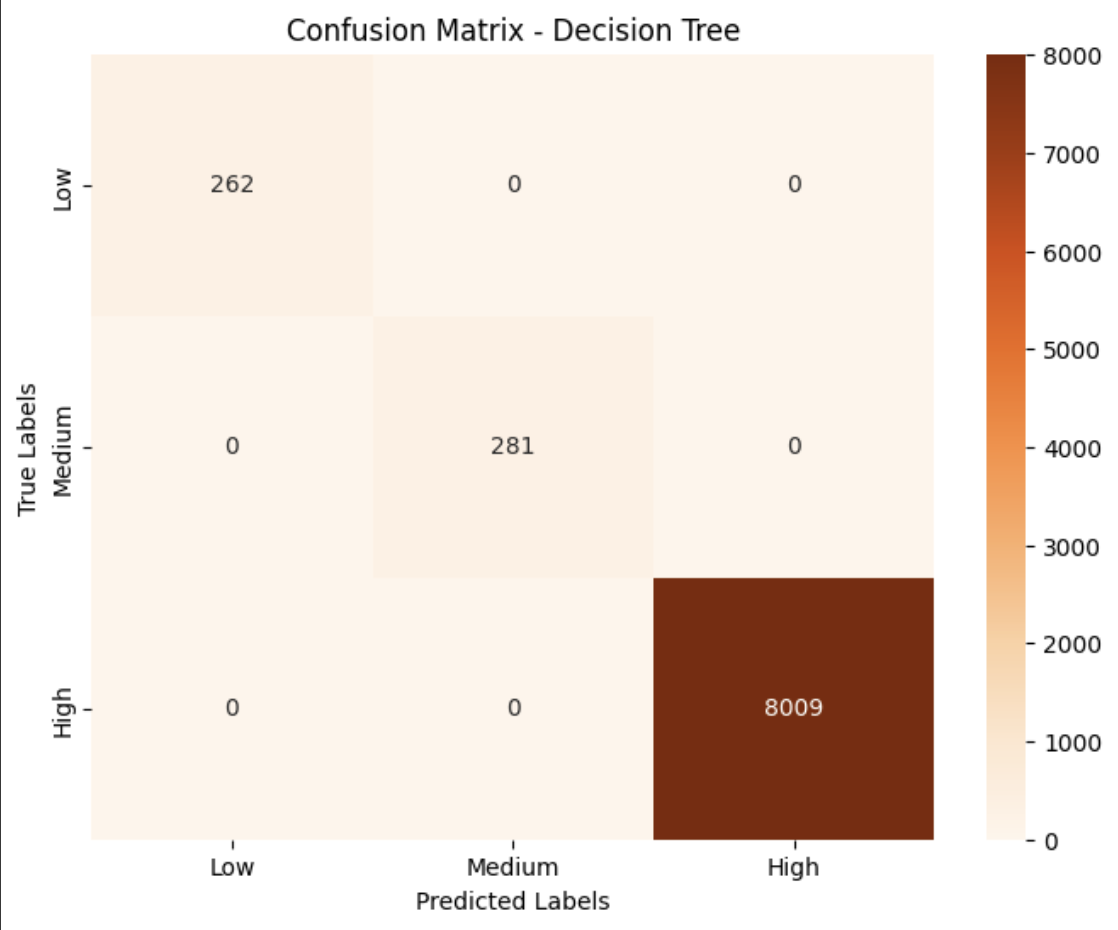 Confusion Matrix - Decision Tree
True Labels
Low
262 0 0
Medium
0 281 0
High
0 0 8009
Low Medium High
Predicted Labels
8000
7000
6000
5000
4000
3000
2000
1000
0